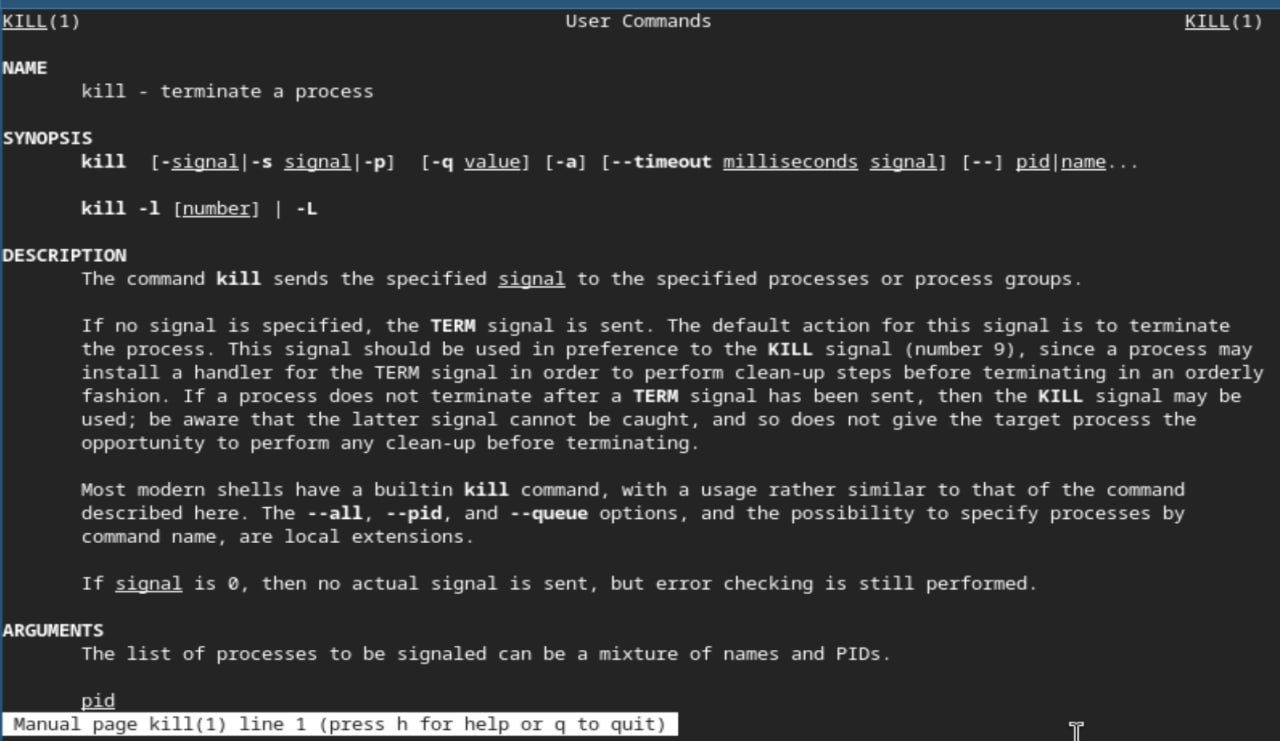 KILL(1) User Commands KILL(1)
NAME
kill - terminate a process
SYNOPSIS
kill [-signal|-s signal|-p] [-q value] [-a] [--timeout milliseconds signal] [--] pid|name...
kill -l [number] | -L
DESCRIPTION
The command kill sends the specified signal to the specified processes or process groups.
If no signal is specified, the TERM signal is sent. The default action for this signal is to terminate
the process. This signal should be used in preference to the KILL signal (number 9), since a process may
install a handler for the TERM signal in order to perform clean-up steps before terminating in an orderly
fashion. If a process does not terminate after a TERM signal has been sent, then the KILL signal may be
used; be aware that the latter signal cannot be caught, and so does not give the target process the
opportunity to perform any clean-up before terminating.
Most modern shells have a builtin kill command, with a usage rather similar to that of the command
described here. The --all, --pid, and --queue options, and the possibility to specify processes by
command name, are local extensions.
If signal is 0, then no actual signal is sent, but error checking is still performed.
ARGUMENTS
The list of processes to be signaled can be a mixture of names and PIDs.
pid
Manual page kill(1) line 1 (press h for help or q to quit)